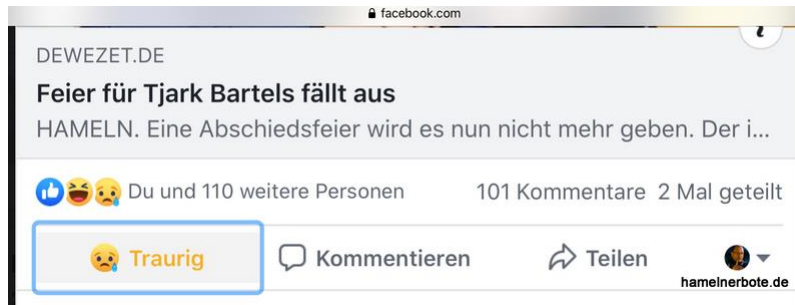 facebook.com
DEWEZET.DE
Feier für Tjark Bartels fällt aus
HAMELN. Eine Abschiedsfeier wird es nun nicht mehr geben. Der i...
Du und 110 weitere Personen 101 Kommentare 2 Mal geteilt
Traurig Kommentieren Teilen
hamelnerbote.de